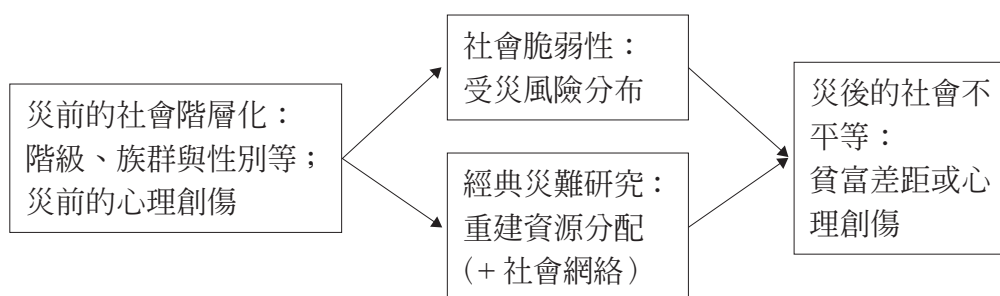 災前的社會階層化：
階級、族群與性別等；
災前的心理創傷
社會脆弱性：
受災風險分布
經典災難研究：
重建資源分配
(+ 社會網絡)
災後的社會不
平等：
貧富差距或心
理創傷